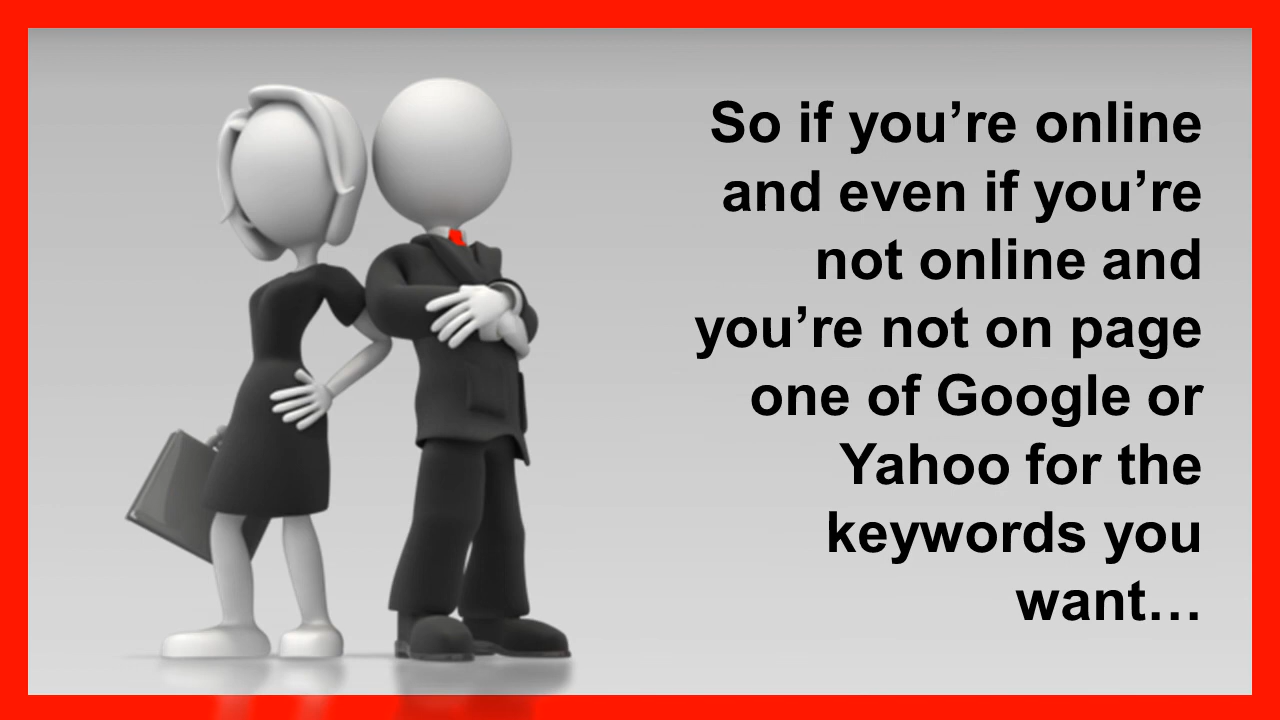 So if you’re online
and even if you’re
not online and
you’re not on page
one of Google or
Yahoo for the
keywords you
want…